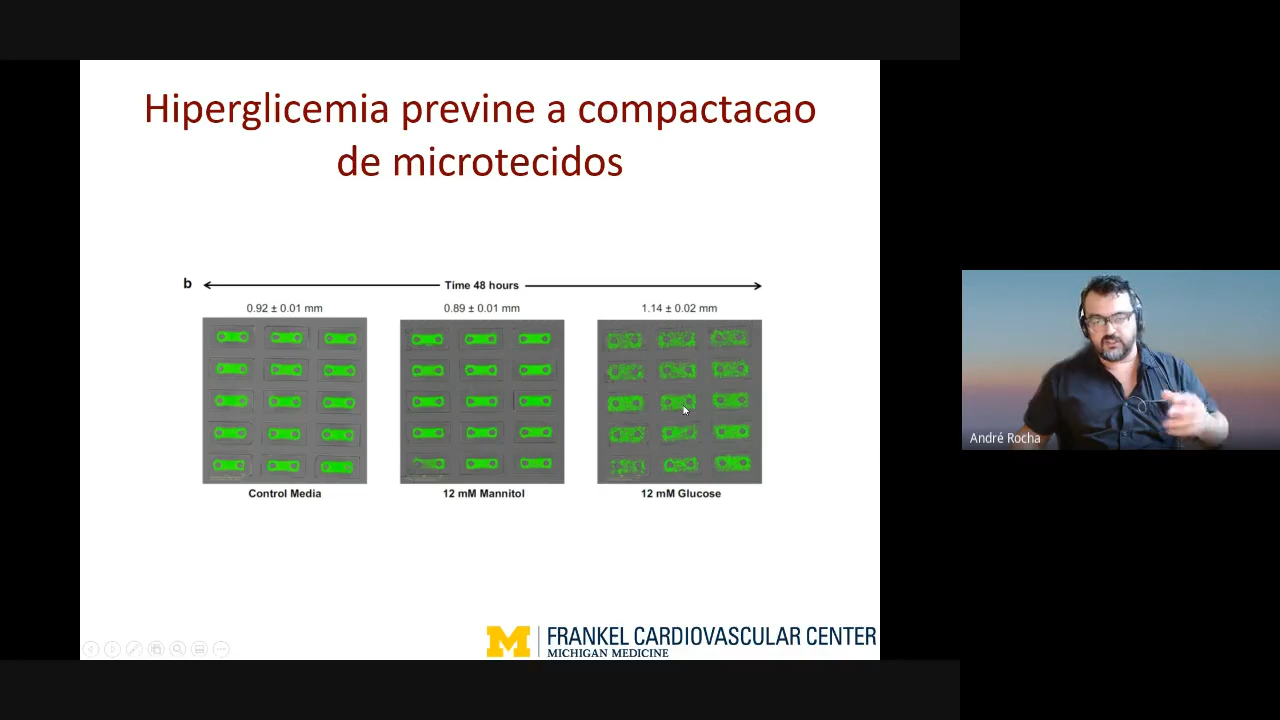 Hiperglicemia previne a compactacao
de microtecidos
b
Time 48 hours
0.92 ± 0.01 mm
0.89 ± 0.01 mm
1.14 ± 0.02 mm
Control Media
12 mM Mannitol
12 mM Glucose
M FRANKEL CARDIOVASCULAR CENTER
MICHIGAN MEDICINE
André Rocha